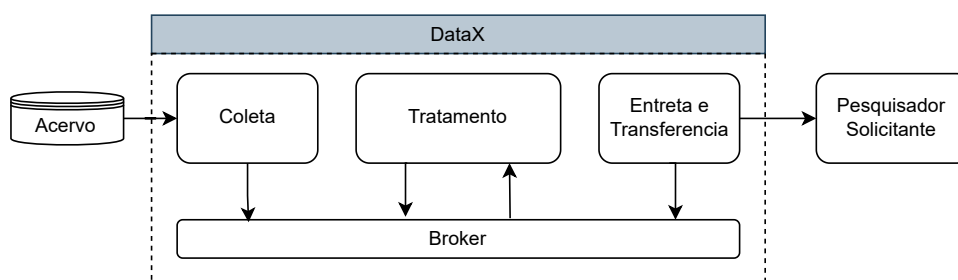 DataX
Acervo
Coleta
Tratamento
Entreta e
Transferencia
Pesquisador
Solicitante
Broker